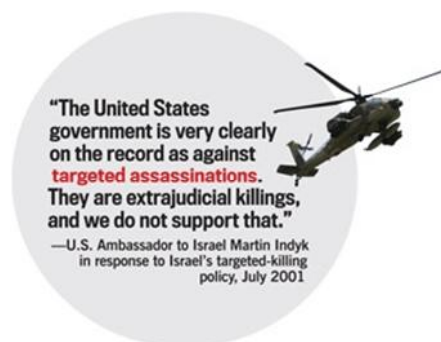 “The United States
government is very clearly
on the record as against
targeted assassinations.
They are extrajudicial killings,
and we do not support that.”
—U.S. Ambassador to Israel Martin Indyk
in response to Israel’s targeted-killing
policy, July 2001